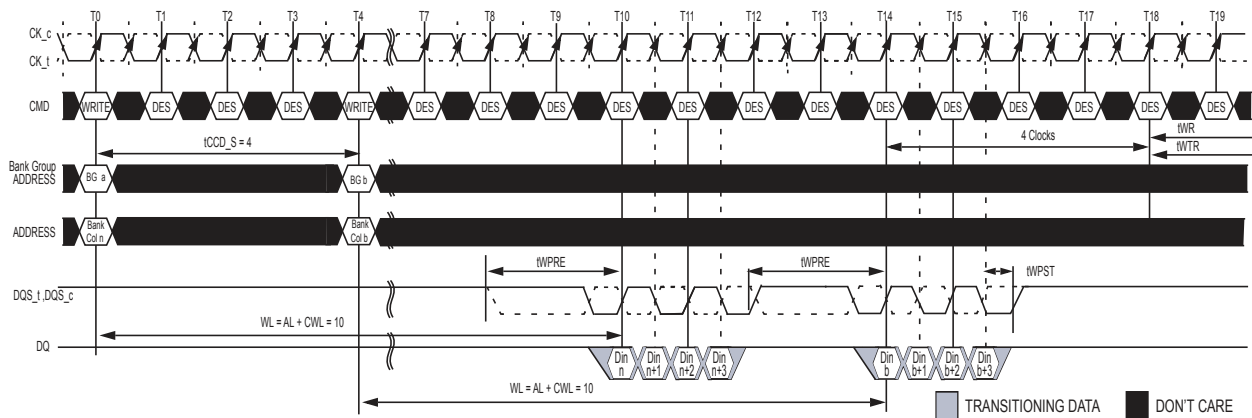 T0 T1 T2 T3 T4 T7 T8 T9 T10 T11 T12 T13 T14 T15 T16 T17 T18 T19
CK_c
CK_t
CMD WRITE DES DES DES WRITE DES DES DES DES DES DES DES DES DES DES DES DES DES
tCCD_S = 4 4 Clocks tWR
tWTR
Bank Group
ADDRESS BG a BG b
ADDRESS Bank
Col n Bank
Col b
tWPRE tWPRE tWPST
DQS_t ,DQS_c
WL = AL + CWL = 10
DQ Din
n Din
n+1 Din
n+2 Din
n+3 Din
b Din
b+1 Din
b+2 Din
b+3
WL = AL + CWL = 10
TRANSITIONING DATA DON'T CARE